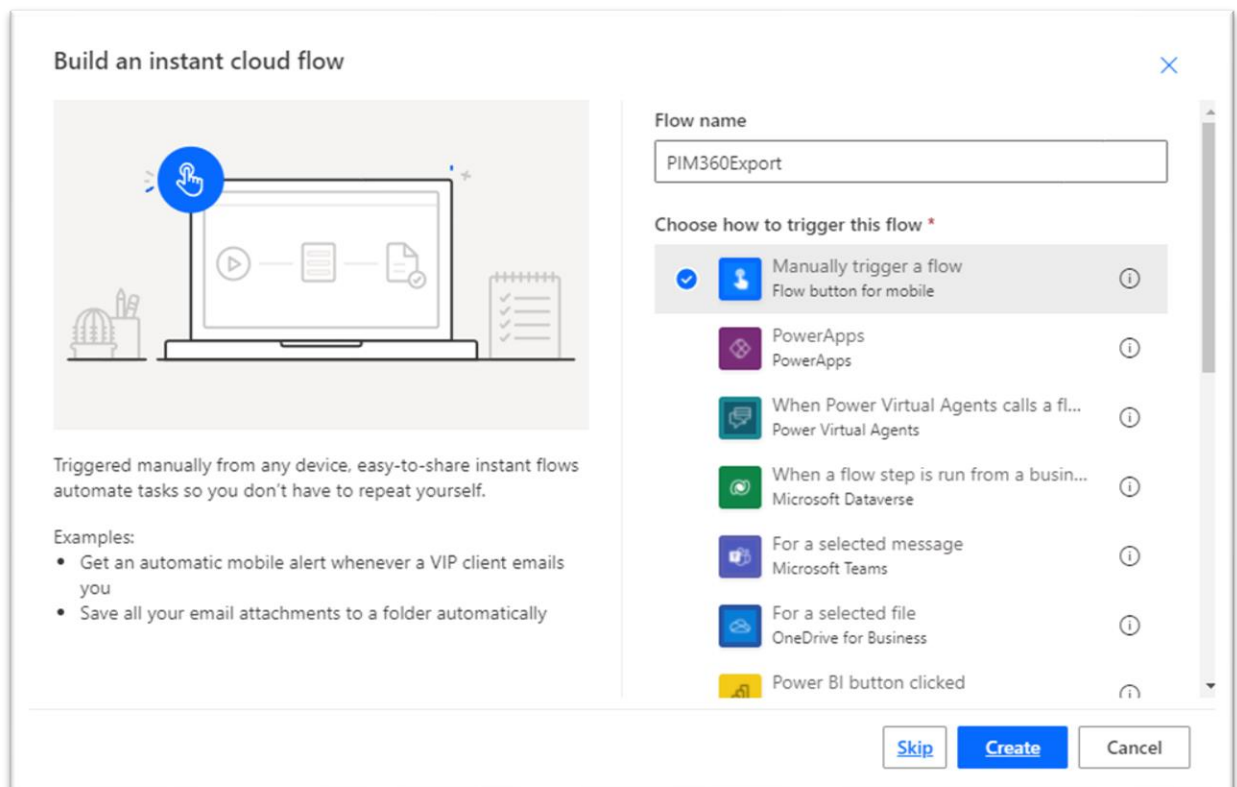 Build an instant cloud flow
Triggered manually from any device, easy-to-share instant flows
automate tasks so you don't have to repeat yourself.
Examples:
• Get an automatic mobile alert whenever a VIP client emails
you
• Save all your email attachments to a folder automatically
Flow name
PIM360Export
Choose how to trigger this flow *
Manually trigger a flow
Flow button for mobile
PowerApps
PowerApps
When Power Virtual Agents calls a fl...
Power Virtual Agents
When a flow step is run from a busin...
Microsoft Dataverse
For a selected message
Microsoft Teams
For a selected file
OneDrive for Business
Power BI button clicked
Skip
Create
Cancel